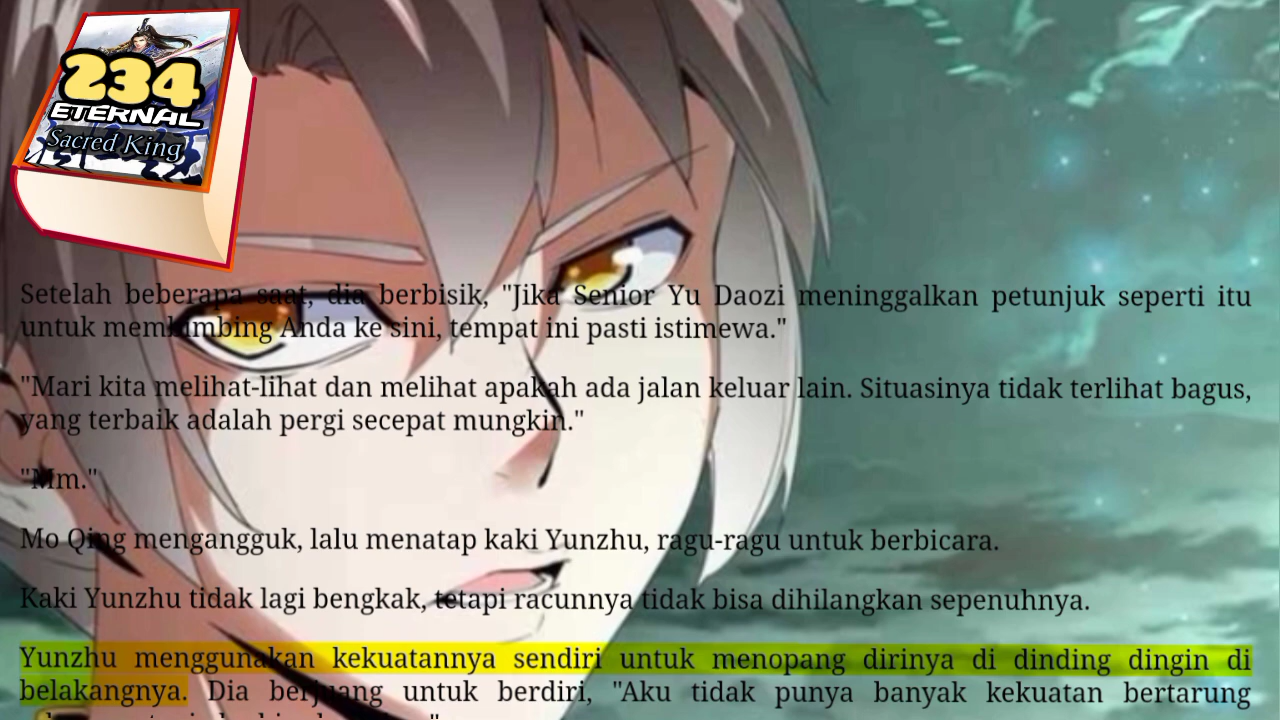 234
ETERNAL
Sacred King
Setelah beberapa saat, dia berbisik, "Jika Senior Yu Daozi meninggalkan petunjuk seperti itu
untuk membimbing Anda ke sini, tempat ini pasti istimewa."
"Mari kita melihat-lihat dan melihat apakah ada jalan keluar lain. Situasinya tidak terlihat bagus,
yang terbaik adalah pergi secepat mungkin."
"Mm."
Mo Qing mengangguk, lalu menatap kaki Yunzhu, ragu-ragu untuk berbicara.
Kaki Yunzhu tidak lagi bengkak, tetapi racunnya tidak bisa dihilangkan sepenuhnya.
Yunzhu menggunakan kekuatannya sendiri untuk menopang dirinya di dinding dingin di
belakangnya. Dia berjuang untuk berdiri, "Aku tidak punya banyak kekuatan bertarung